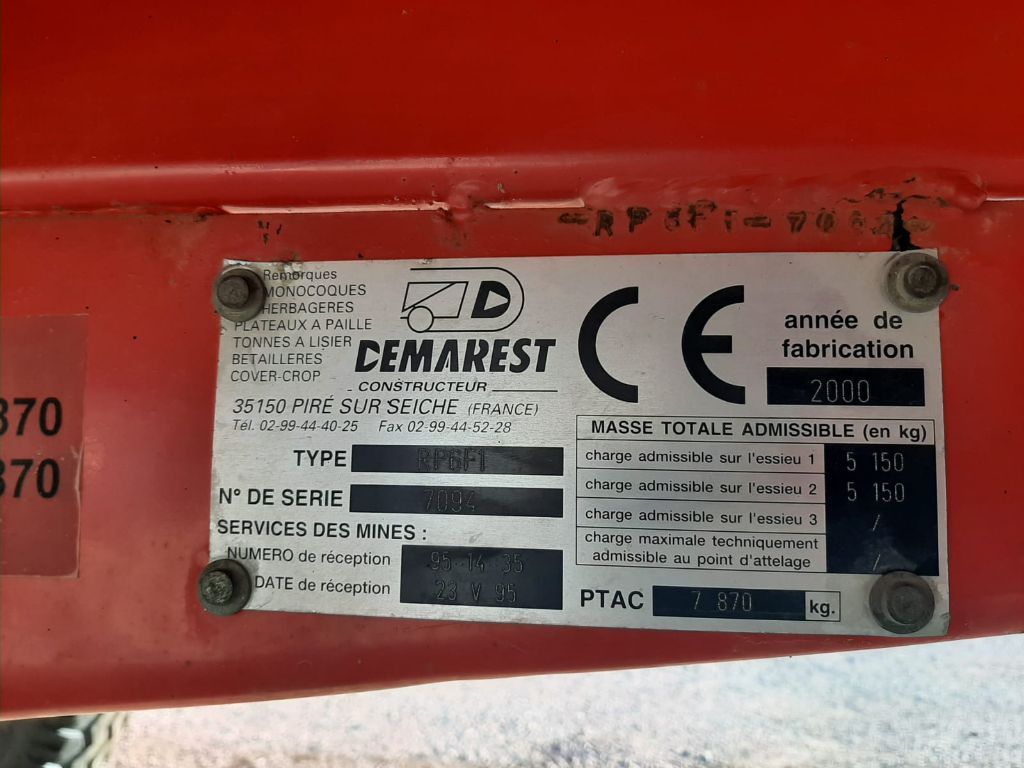 RP6F1-
870
870
Remorques
MONOCOQUES
HERBAGERES
PLATEAUX A PAILLE
TONNES A LISIER
BETAILLERES
COVER-CROP
D
DEMAREST
CONSTRUCTEUR
35150 PIRÉ SUR SEICHE (FRANCE)
Tél. 02-99-44-40-25 Fax 02-99-44-52-28
TYPE RP6F1
N° DE SERIE 7094
SERVICES DES MINES :
NUMERO de réception 95 14 35
DATE de réception 23 V 95
CE
année de
fabrication
2000
MASSE TOTALE ADMISSIBLE (en kg)
charge admissible sur l'essieu 1 5 150
charge admissible sur l'essieu 2 5 150
charge admissible sur l'essieu 3 /
charge maximale techniquement
admissible au point d'attelage /
PTAC 7 870 kg.